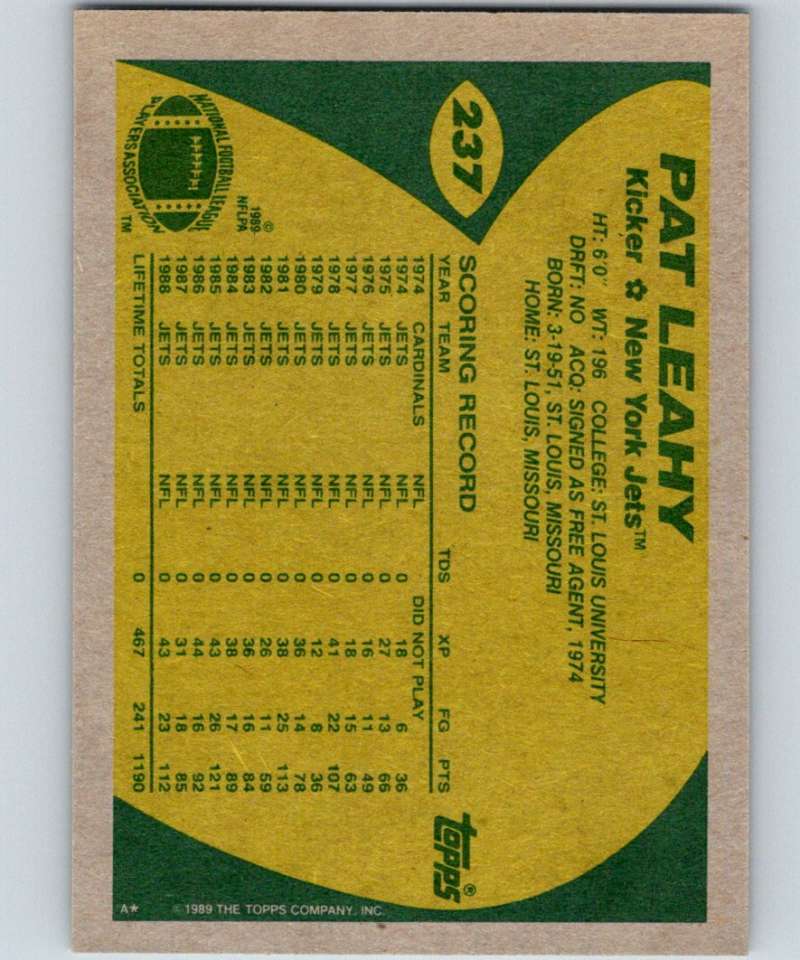 237
PAT LEAHY
Kicker ✿ New York Jets™
HT: 6'0" WT: 196 COLLEGE: ST. LOUIS UNIVERSITY
DRFT: NO ACQ: SIGNED AS FREE AGENT, 1974
BORN: 3-19-51, ST. LOUIS, MISSOURI
HOME: ST. LOUIS, MISSOURI
SCORING RECORD
YEAR TEAM TDS XP FG PTS
1974 CARDINALS NFL DID NOT PLAY
1974 JETS NFL 0 18 6 36
1975 JETS NFL 0 27 13 66
1976 JETS NFL 0 16 11 49
1977 JETS NFL 0 18 15 63
1978 JETS NFL 0 41 22 107
1979 JETS NFL 0 12 8 36
1980 JETS NFL 0 36 14 78
1981 JETS NFL 0 38 25 113
1982 JETS NFL 0 26 11 59
1983 JETS NFL 0 36 16 84
1984 JETS NFL 0 38 17 89
1985 JETS NFL 0 43 26 121
1986 JETS NFL 0 44 16 92
1987 JETS NFL 0 31 18 85
1988 JETS NFL 0 43 23 112
LIFETIME TOTALS 0 467 241 1190
NATIONAL FOOTBALL LEAGUE
PLAYERS ASSOCIATION™
©
1989
NFLPA
TOPPS®
A* © 1989 THE TOPPS COMPANY, INC.